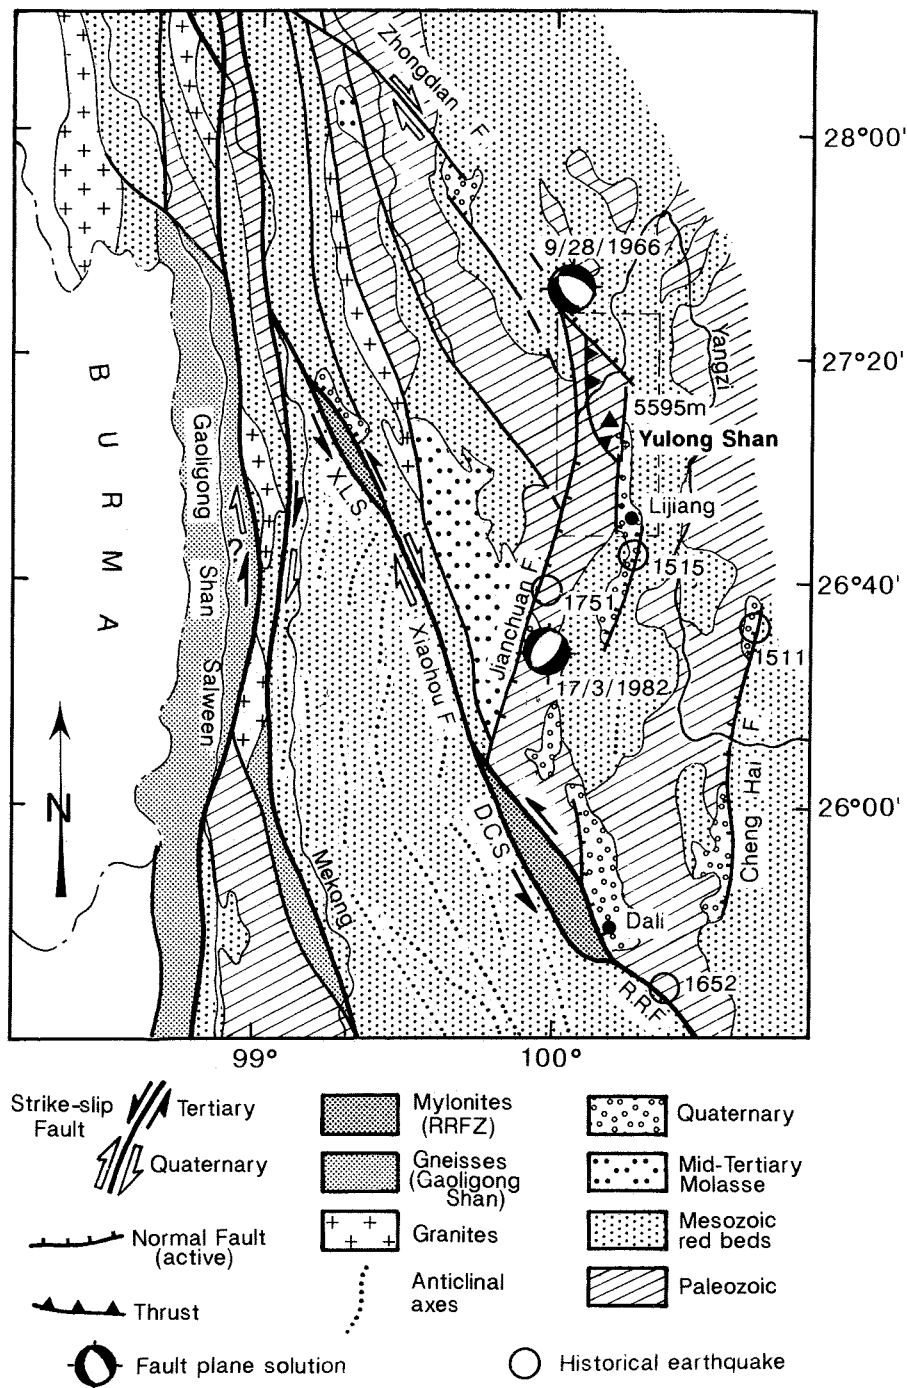 Zhongdian F
28°00'
9/28/1966
Yangzi
27°20'
5595m
Yulong Shan
BURMA
Gaoligong Shan
XLS
Lijiang
?
Jianchuan F
1515
1751
26°40'
Xiaohou F
1511
Salween
17/3/1982
N
26°00'
Cheng Hai F
DCS
Mekong
Dali
RRF
1652
99°
100°
Strike-slip
Fault
Tertiary
Quaternary
Normal Fault
(active)
Thrust
Fault plane solution
Mylonites
(RRFZ)
Gneisses
(Gaoligong
Shan)
Granites
Anticlinal
axes
Quaternary
Mid-Tertiary
Molasse
Mesozoic
red beds
Paleozoic
Historical earthquake